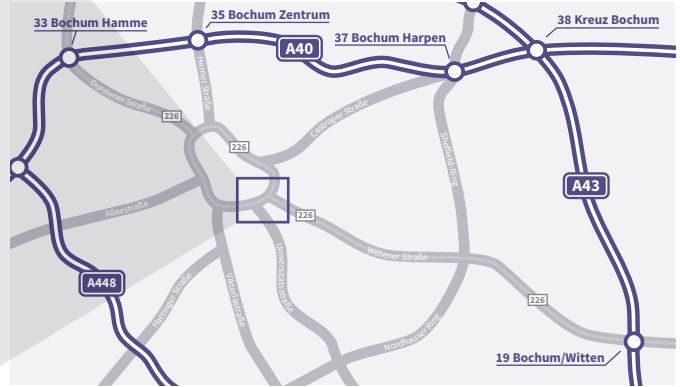 33 Bochum Hamme
35 Bochum Zentrum
38 Kreuz Bochum
37 Bochum Harpen
A40
Herner Straße
Dorstener Straße
226
Castroper Straße
226
Sheffield-Ring
A43
Alleestraße
226
Wittener Straße
Universitätsstraße
A448
Hattinger Straße
Viktoriastraße
226
Nordhauser Ring
19 Bochum/Witten